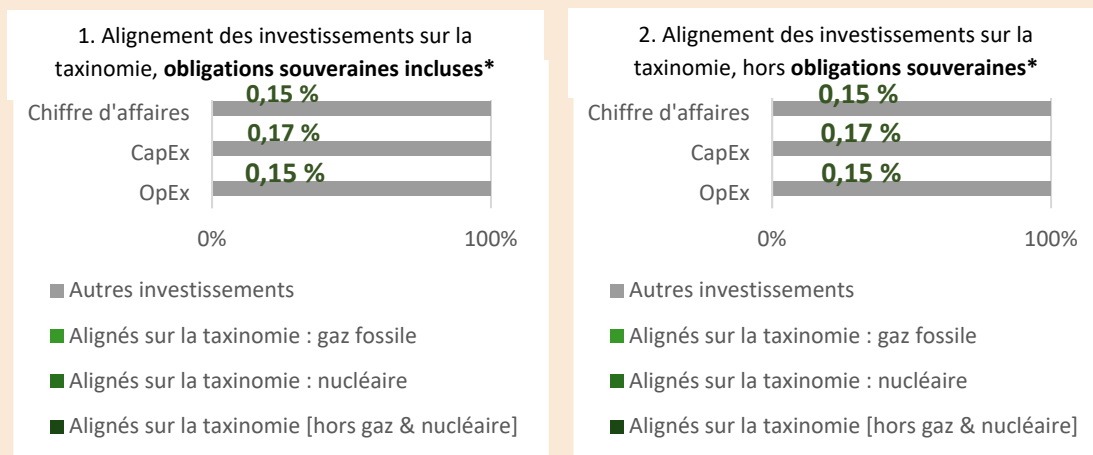 1. Alignement des investissements sur la
taxinomie, obligations souveraines incluses*
0,15 %
Chiffre d'affaires
0,17 %
CapEx
0,15 %
OpEx
0%
100%
Autres investissements
Alignés sur la taxinomie : gaz fossile
Alignés sur la taxinomie : nucléaire
Alignés sur la taxinomie [hors gaz & nucléaire]
2. Alignement des investissements sur la
taxinomie, hors obligations souveraines*
0,15 %
Chiffre d'affaires
0,17 %
CapEx
0,15 %
OpEx
0%
100%
Autres investissements
Alignés sur la taxinomie : gaz fossile
Alignés sur la taxinomie : nucléaire
Alignés sur la taxinomie [hors gaz & nucléaire]